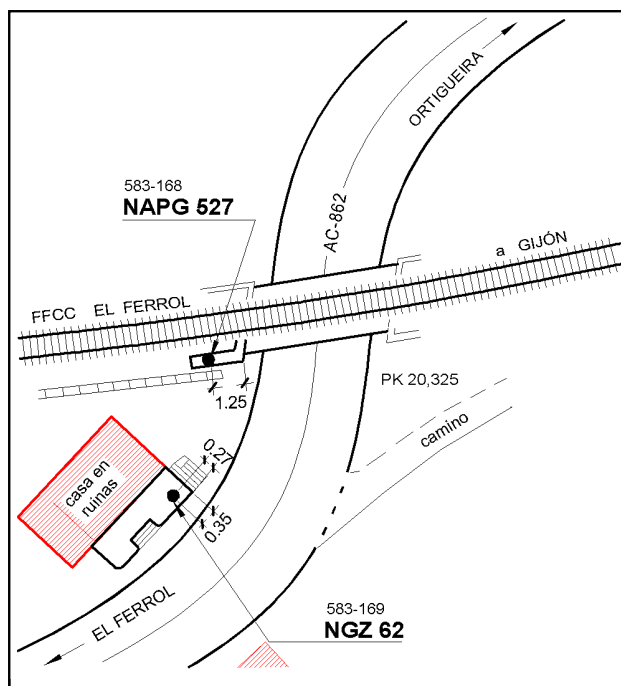 ORTIGUEIRA
583-168
NAPG 527
AC-862
a GIJÓN
FFCC EL FERROL
1.25
PK 20,325
camino
0.27
casa en
ruinas
0.35
EL FERROL
583-169
NGZ 62